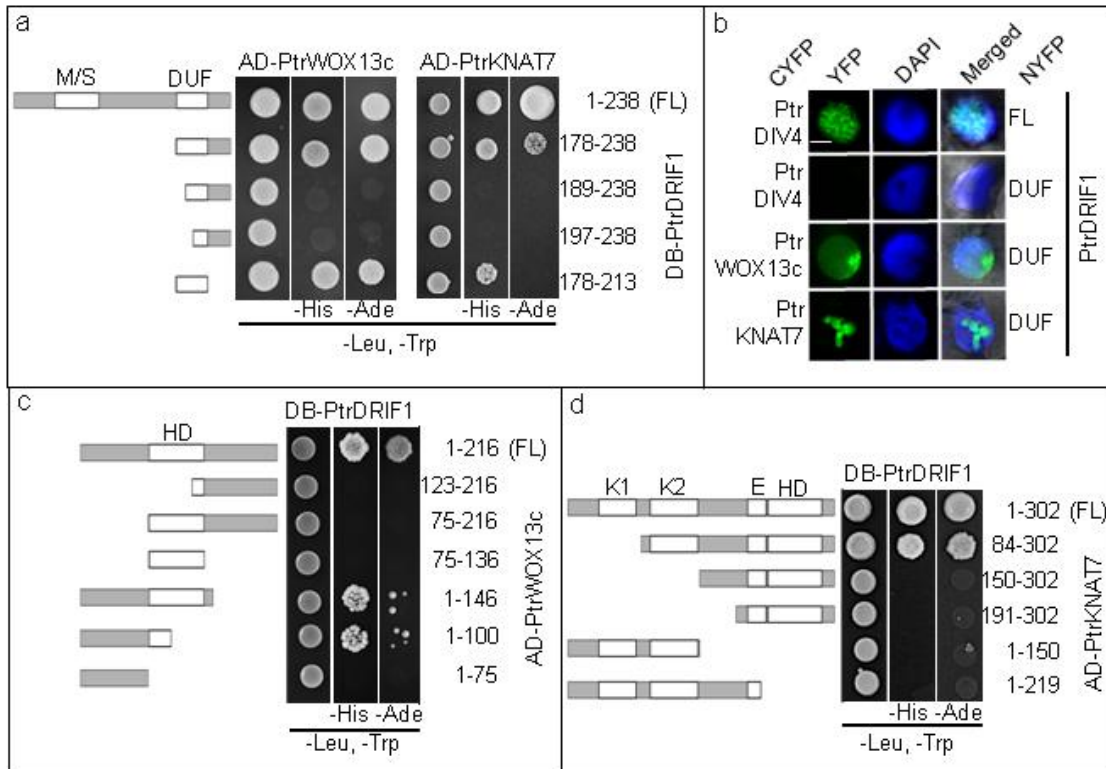 a
AD-PtrWOX13c AD-PtrKNAT7
M/S DUF
1-238 (FL)
178-238
189-238
197-238
178-213
DB-PtrDRIF1
-His -Ade -His -Ade
-Leu, -Trp
b
CYFP YFP DAPI Merged NYFP
Ptr DIV4 FL
Ptr DIV4 DUF
Ptr WOX13c DUF
Ptr KNAT7 DUF
PtrDRIF1
c
DB-PtrDRIF1
HD
1-216 (FL)
123-216
75-216
75-136
1-146
1-100
1-75
AD-PtrWOX13c
-His -Ade
-Leu, -Trp
d
DB-PtrDRIF1
K1 K2 E HD
1-302 (FL)
84-302
150-302
191-302
1-150
1-219
AD-PtrKNAT7
-His -Ade
-Leu, -Trp